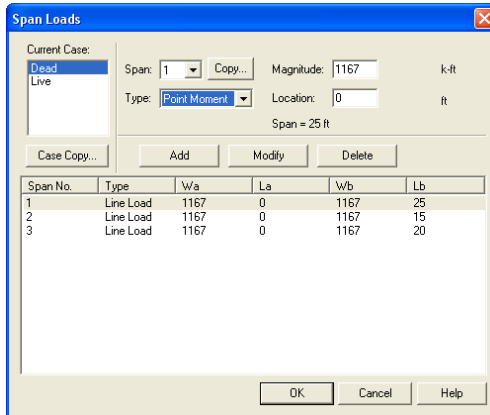 Span Loads
Current Case:
Dead
Live
Span: 1 Copy... Magnitude: 1167 k-ft
Type: Point Moment Location: 0 ft
Span = 25 ft
Case Copy... Add Modify Delete
Span No. Type Wa La Wb Lb
1 Line Load 1167 0 1167 25
2 Line Load 1167 0 1167 15
3 Line Load 1167 0 1167 20
OK Cancel Help